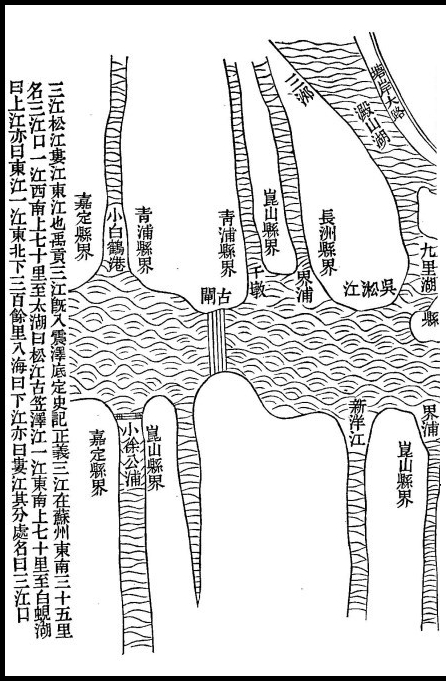 塘岸大路
澱山湖
三泖
九里湖
縣
吳淞江
長洲縣界
界浦
崑山縣界
千墩
青浦縣界
古閘
青浦縣界
小白鶴港
嘉定縣界
界浦
崑山縣界
新洋江
崑山縣界
小徐公浦
嘉定縣界
三江松江婁江東江也禹貢三江既入震澤底定史記正義三江在蘇州東南三十五里
名三江口一江西南上七十里至太湖曰松江古笠澤江一江東南上七十里至白蜆湖
曰上江亦曰東江一江東北下三百餘里入海曰下江亦曰婁江其分處名曰三江口